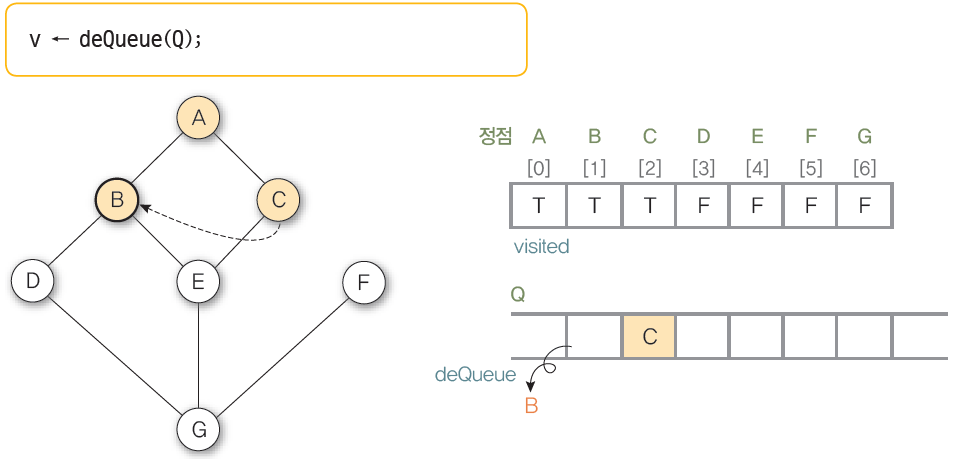 v ← deQueue(Q);
A
B
C
D
E
F
G
정점 A B C D E F G
[0] [1] [2] [3] [4] [5] [6]
T T T F F F F
visited
Q
C
deQueue
B